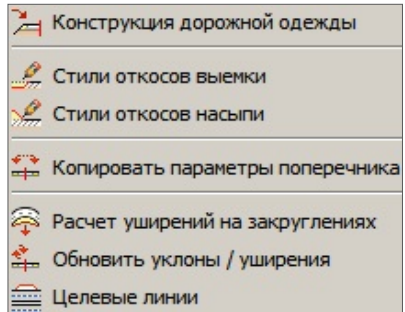 Конструкция дорожной одежды
Стили откосов выемки
Стили откосов насыпи
Копировать параметры поперечника
Расчет уширений на закруглениях
Обновить уклоны / уширения
Целевые линии